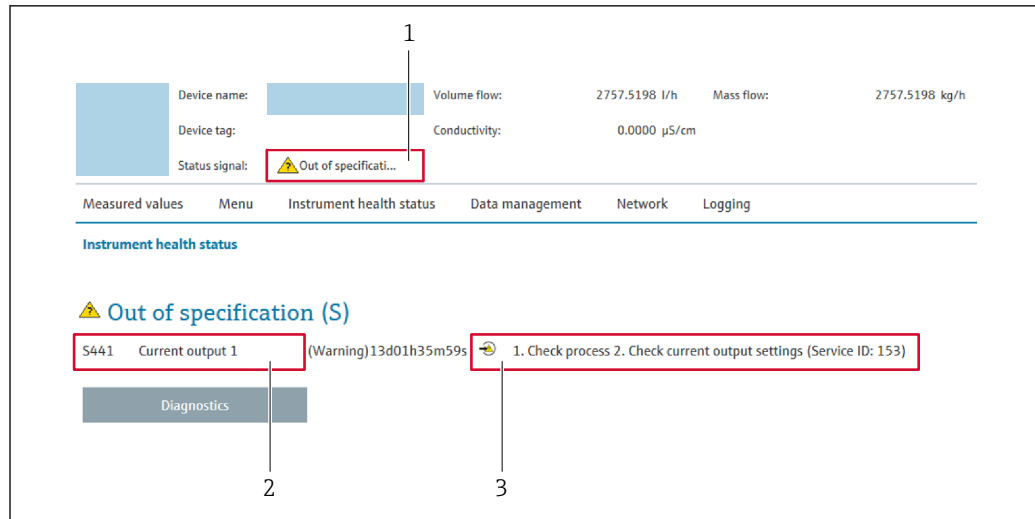 1
Device name: Volume flow: 2757.5198 l/h Mass flow: 2757.5198 kg/h
Device tag: Conductivity: 0.0000 µS/cm
Status signal: Out of specificati...
Measured values Menu Instrument health status Data management Network Logging
Instrument health status
Out of specification (S)
S441 Current output 1 (Warning)13d01h35m59s 1. Check process 2. Check current output settings (Service ID: 153)
Diagnostics
2 3